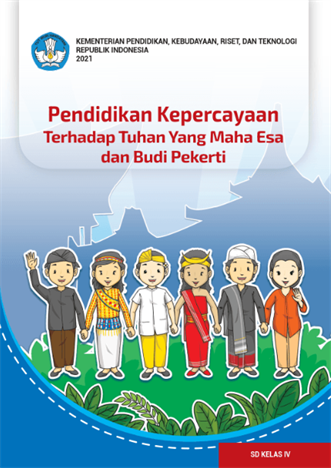 KEMENTERIAN PENDIDIKAN, KEBUDAYAAN, RISET, DAN TEKNOLOGI
REPUBLIK INDONESIA
2021
Pendidikan Kepercayaan
Terhadap Tuhan Yang Maha Esa
dan Budi Pekerti
SD KELAS IV